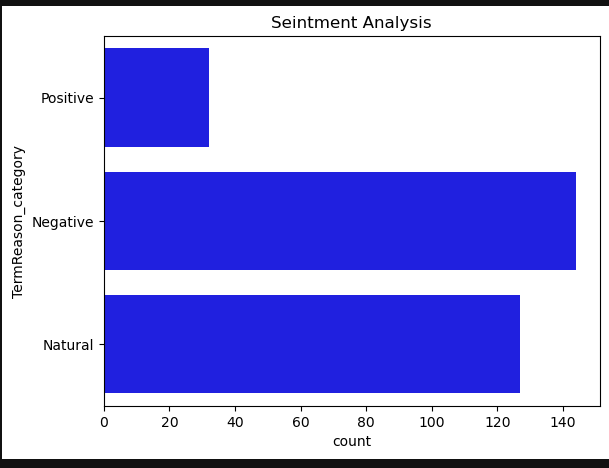 Seintment Analysis
TermReason_category
Positive
Negative
Natural
0 20 40 60 80 100 120 140
count